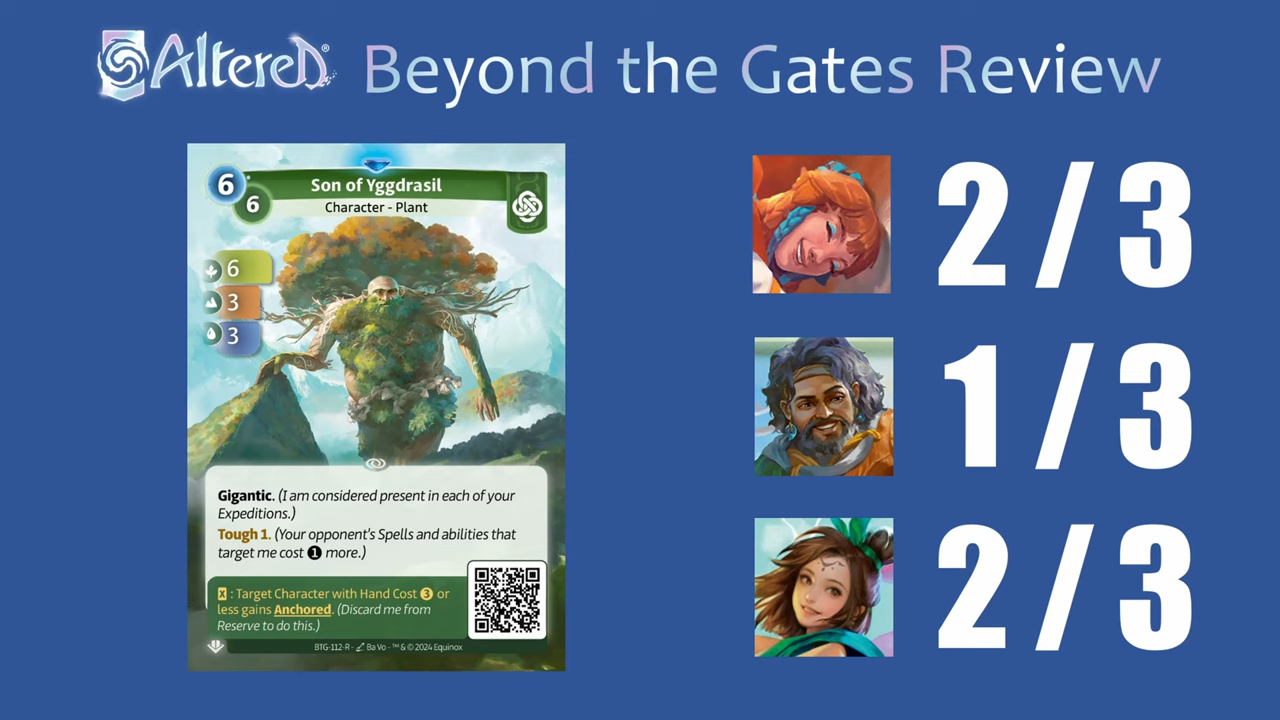 Altered® Beyond the Gates Review
6
6
Son of Yggdrasil
Character - Plant
6
3
3
Gigantic. (I am considered present in each of your
Expeditions.)
Tough 1. (Your opponent's Spells and abilities that
target me cost 1 more.)
X : Target Character with Hand Cost 3 or
less gains Anchored. (Discard me from
Reserve to do this.)
BTG-112-R - Ba Vo - ™ & © 2024 Equinox
2 / 3
1 / 3
2 / 3